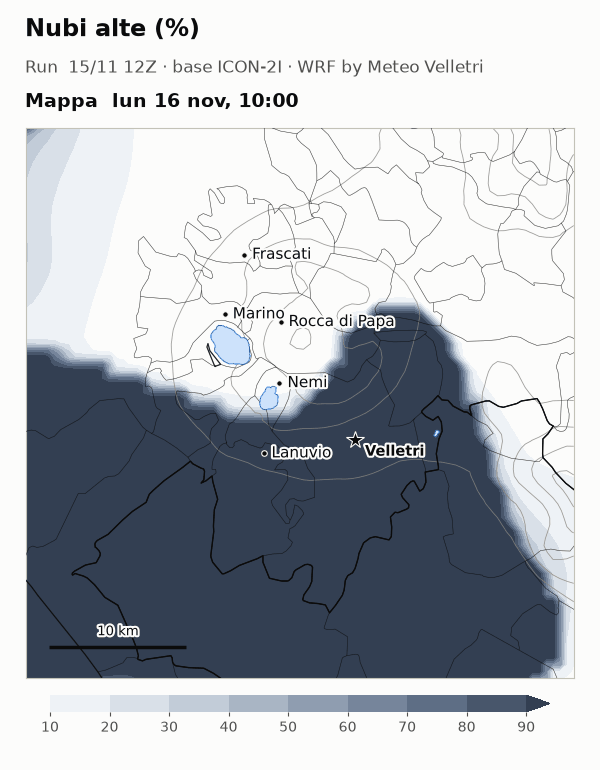 Nubi alte (%)
Run 15/11 12Z · base ICON-2I · WRF by Meteo Velletri
Mappa lun 16 nov, 10:00
Frascati
Marino
Rocca di Papa
Nemi
Velletri
Lanuvio
10 km
10 20 30 40 50 60 70 80 90